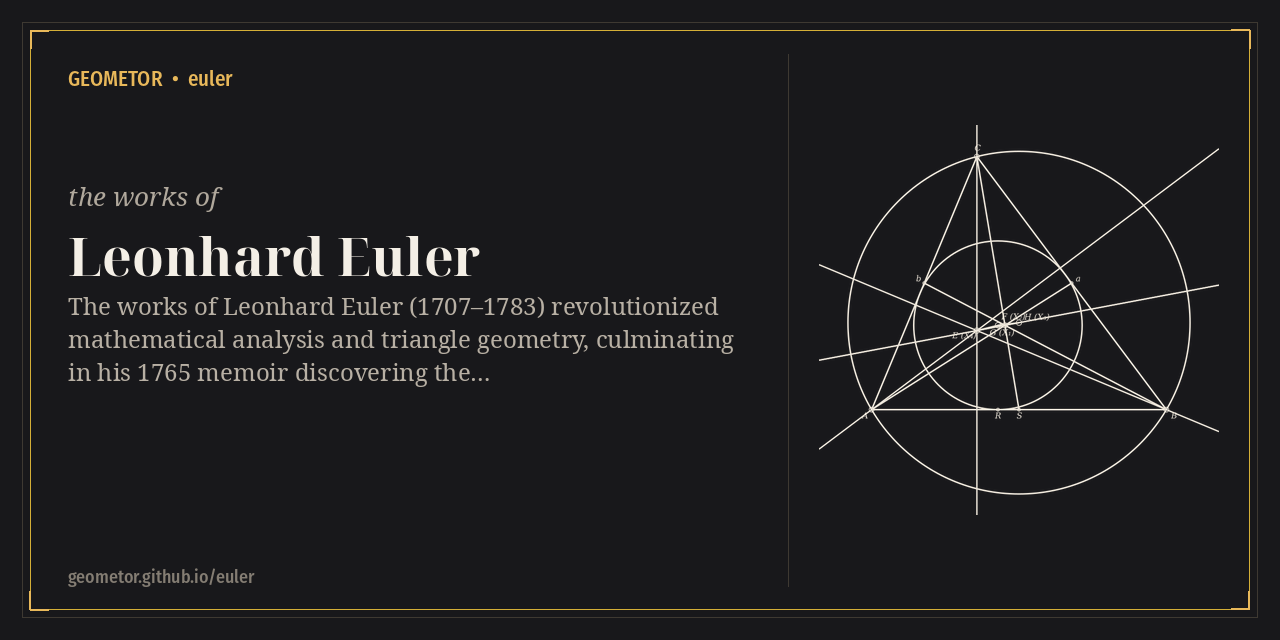 GEOMETOR • euler
the works of
Leonhard Euler
The works of Leonhard Euler (1707–1783) revolutionized
mathematical analysis and triangle geometry, culminating
in his 1765 memoir discovering the...
geometor.github.io/euler
C
b
a
A
B
R
S